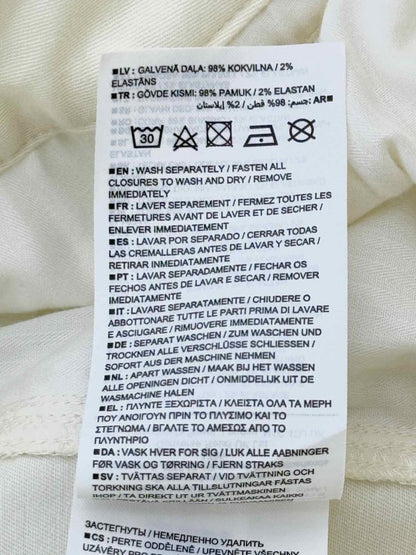 ■LV : GALVENĀ DAĻA: 98% KOKVILNA / 2%
ELASTĀNS
■TR : GÖVDE KISMI: 98% PAMUK / 2% ELASTAN
■AR : جسم: 98% قطن / 2% إيلاستان
30
■EN : WASH SEPARATELY / FASTEN ALL
CLOSURES TO WASH AND DRY / REMOVE
IMMEDIATELY
■FR : LAVER SEPAREMENT / FERMEZ TOUTES LES
FERMETURES AVANT DE LAVER ET DE SECHER /
ENLEVER IMMEDIATEMENT
■ES : LAVAR POR SEPARADO / CERRAR TODAS
LAS CREMALLERAS ANTES DE LAVAR Y SECAR /
RETIRAR INMEDIATAMENTE
■PT : LAVAR SEPARADAMENTE / FECHAR OS
FECHOS ANTES DE LAVAR E SECAR / REMOVER
IMEDIATAMENTE
■IT : LAVARE SEPARATAMENTE / CHIUDERE O
ABBOTTONARE TUTTE LE PARTI PRIMA DI LAVARE
E ASCIUGARE / RIMUOVERE IMMEDIATAMENTE
■DE : SEPARAT WASCHEN / ZUM WASCHEN UND
TROCKNEN ALLE VERSCHLÜSSE SCHLIESSEN /
SOFORT AUS DER MASCHINE NEHMEN
■NL : APART WASSEN / MAAK BIJ HET WASSEN
ALLE OPENINGEN DICHT / ONMIDDELLIJK UIT DE
WASMACHINE HALEN
■EL : ΠΛΥΝΤΕ ΞΕΧΩΡΙΣΤΑ / ΚΛΕΙΣΤΕ ΟΛΑ ΤΑ ΜΕΡΗ
ΠΟΥ ΑΝΟΙΓΟΥΝ ΠΡΙΝ ΤΟ ΠΛΥΣΙΜΟ ΚΑΙ ΤΟ
ΣΤΕΓΝΩΜΑ / ΒΓΑΛΤΕ ΤΟ ΑΜΕΣΩΣ ΑΠΟ ΤΟ
ΠΛΥΝΤΗΡΙΟ
■DA : VASK HVER FOR SIG / LUK ALLE AABNINGER
FØR VASK OG TØRRING / FJERN STRAKS
■SV : TVÄTTAS SEPARAT / VID TVÄTTNING OCH
TORKNING SKA ALLA TILLSLUTNINGAR FÄSTAS
IHOP / TA DIREKT UT UR TVÄTTMASKINEN
ЗАСТЕГНУТЫ / НЕМЕДЛЕННО УДАЛИТЬ
■CS : PERTE ODDĚLENĚ / UPEVNĚTE VŠECHNY
UZÁVĚRY PRO